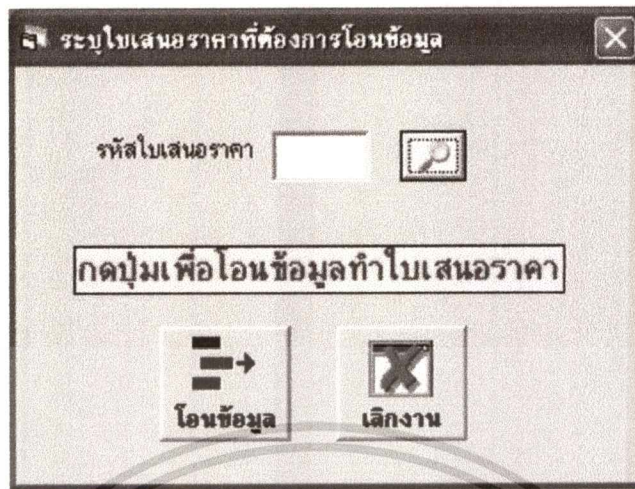 ระบุใบเสนอราคาที่ต้องการโอนข้อมูล
รหัสใบเสนอราคา
กดปุ่มเพื่อโอนข้อมูลทำใบเสนอราคา
โอนข้อมูล
เลิกงาน